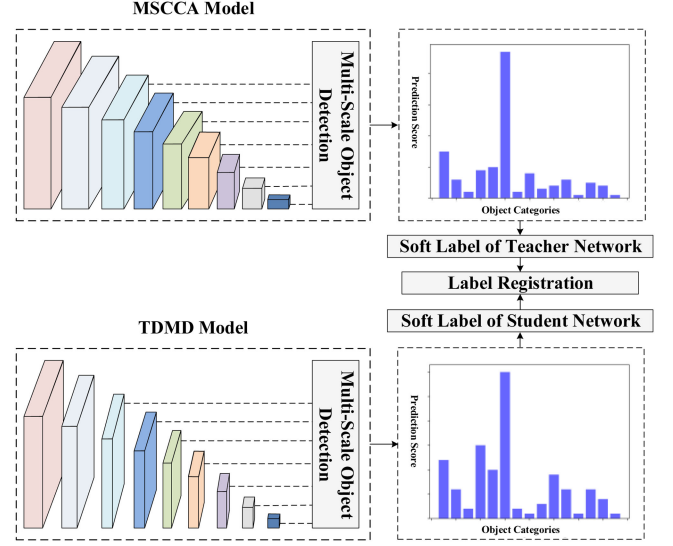 MSCCA Model
Multi-Scale Object
Detection
Prediction Score
Object Categories
Soft Label of Teacher Network
Label Registration
Soft Label of Student Network
TDMD Model
Multi-Scale Object
Detection
Prediction Score
Object Categories